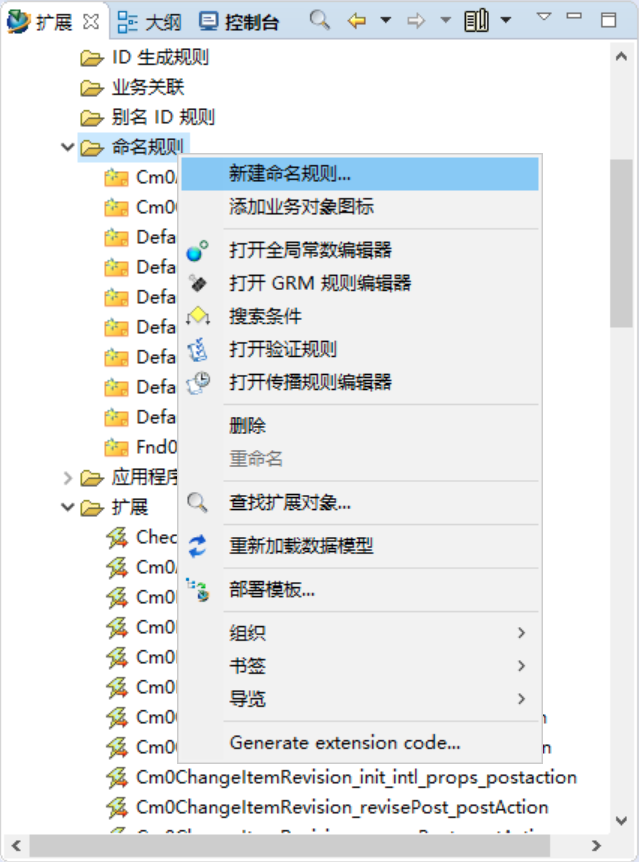 扩展 大纲 控制台
ID 生成规则
业务关联
别名 ID 规则
命名规则
新建命名规则...
Cm0
添加业务对象图标
Cm0
Defa
打开全局常数编辑器
Defa
打开 GRM 规则编辑器
Defa
搜索条件
Defa
打开验证规则
Defa
打开传播规则编辑器
Defa
删除
Defa
重命名
Fnd0
应用程序
查找扩展对象...
扩展
Chec
重新加载数据模型
Cm0
部署模板...
Cm0
Cm0
组织
Cm0
书签
Cm0
导览
Cm0
Cm0
Generate extension code...
Cm0ChangeItemRevision_init_intl_props_postaction
Cm0ChangeItemRevision_revisePost_postAction